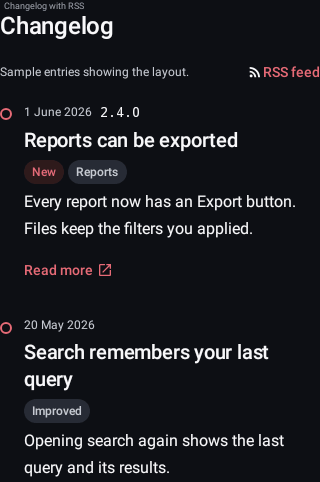 Changelog with RSS
Changelog
Sample entries showing the layout.
RSS feed
1 June 2026 2.4.0
Reports can be exported
New Reports
Every report now has an Export button.
Files keep the filters you applied.
Read more
20 May 2026
Search remembers your last
query
Improved
Opening search again shows the last
query and its results.